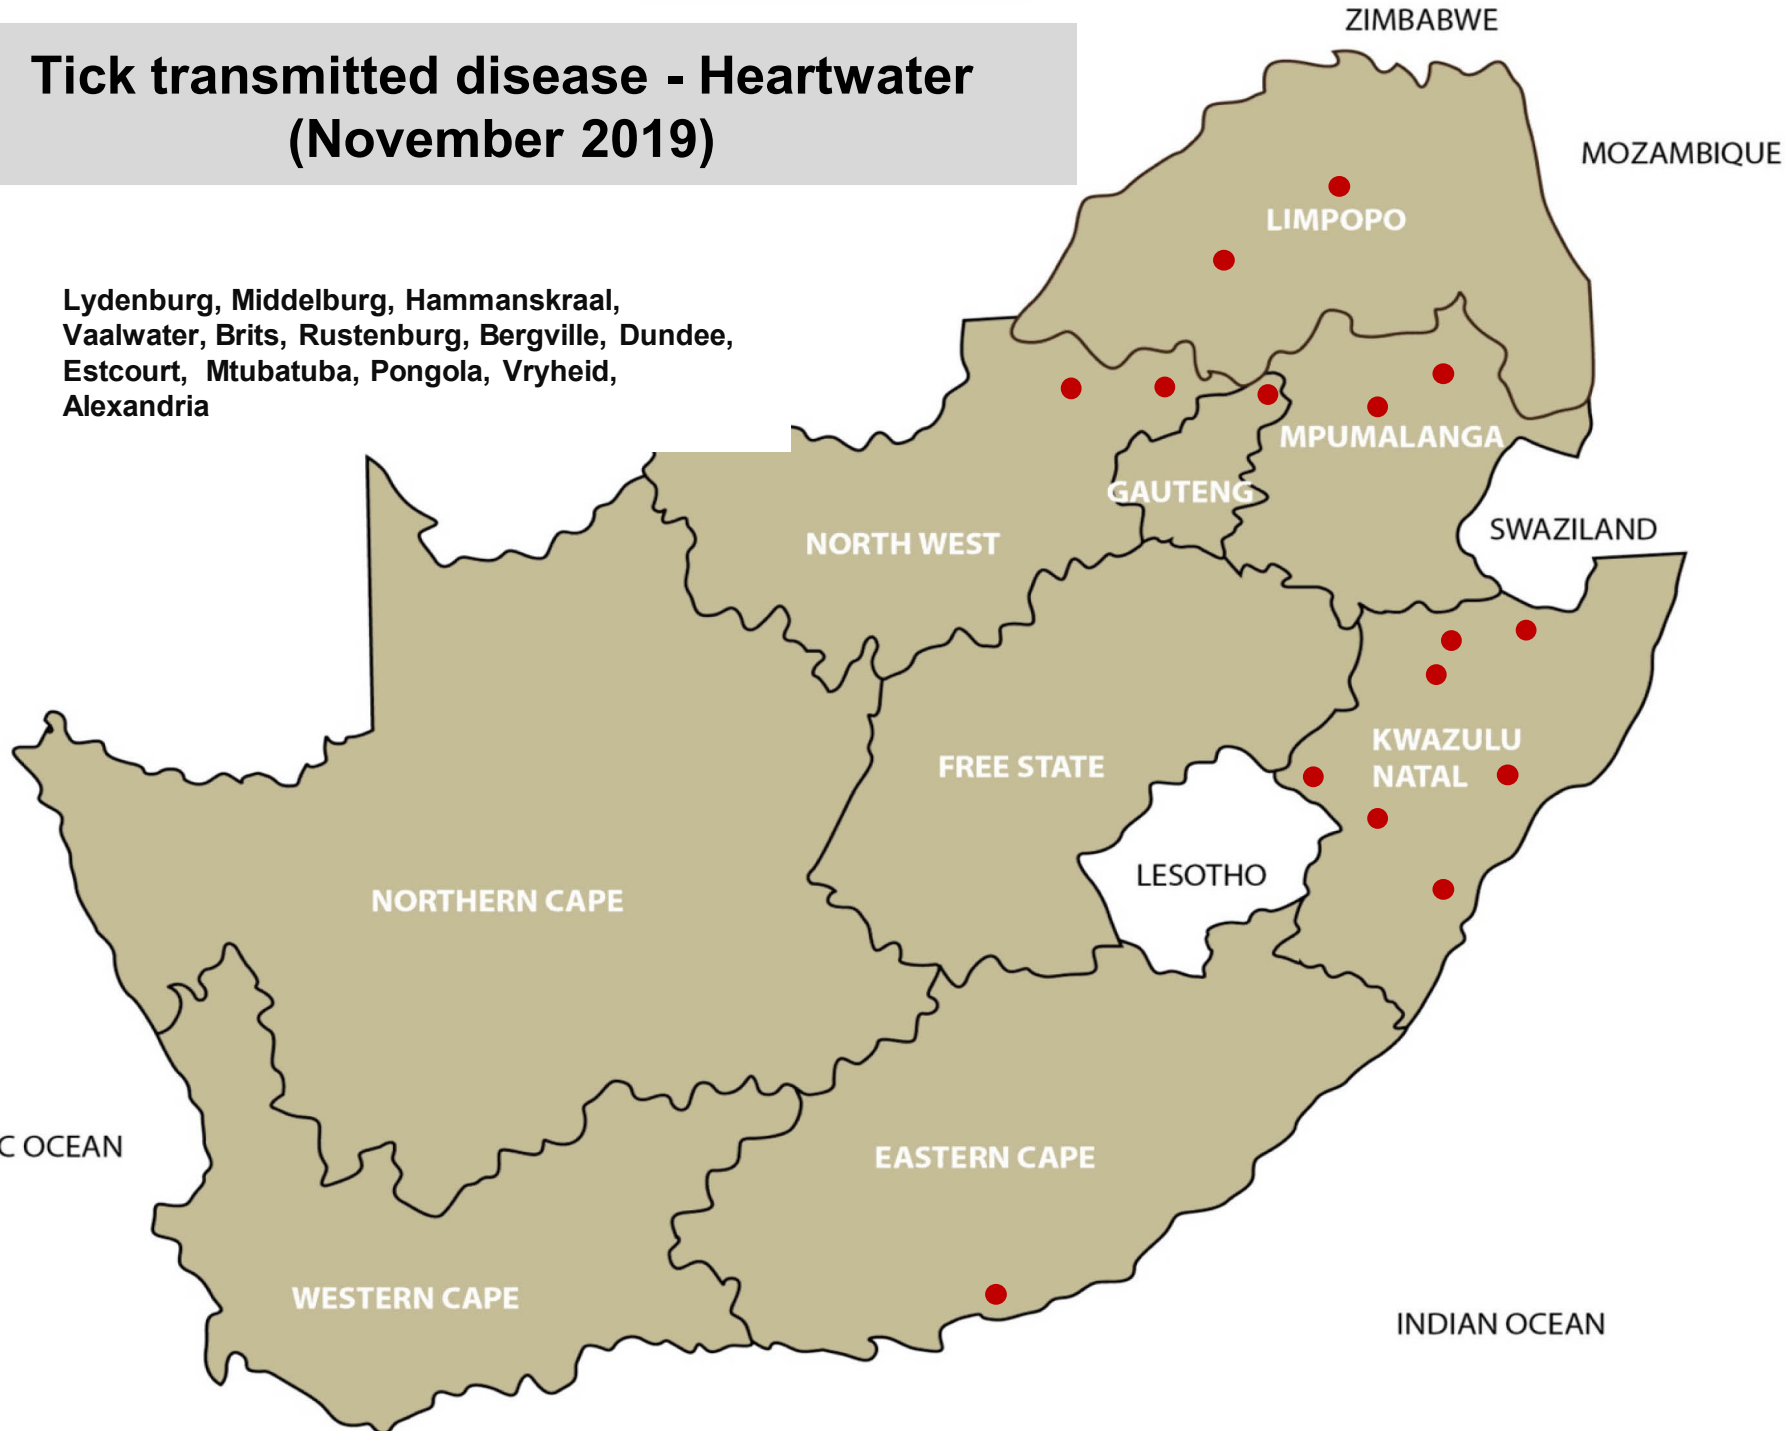 ZIMBABWE
Tick transmitted disease - Heartwater
(November 2019)
MOZAMBIQUE
LIMPOPO
Lydenburg, Middelburg, Hammanskraal,
Vaalwater, Brits, Rustenburg, Bergville, Dundee,
Estcourt, Mtubatuba, Pongola, Vryheid,
Alexandria
MPUMALANGA
GAUTENG
SWAZILAND
NORTH WEST
KWAZULU
NATAL
FREE STATE
LESOTHO
NORTHERN CAPE
C OCEAN
EASTERN CAPE
WESTERN CAPE
INDIAN OCEAN